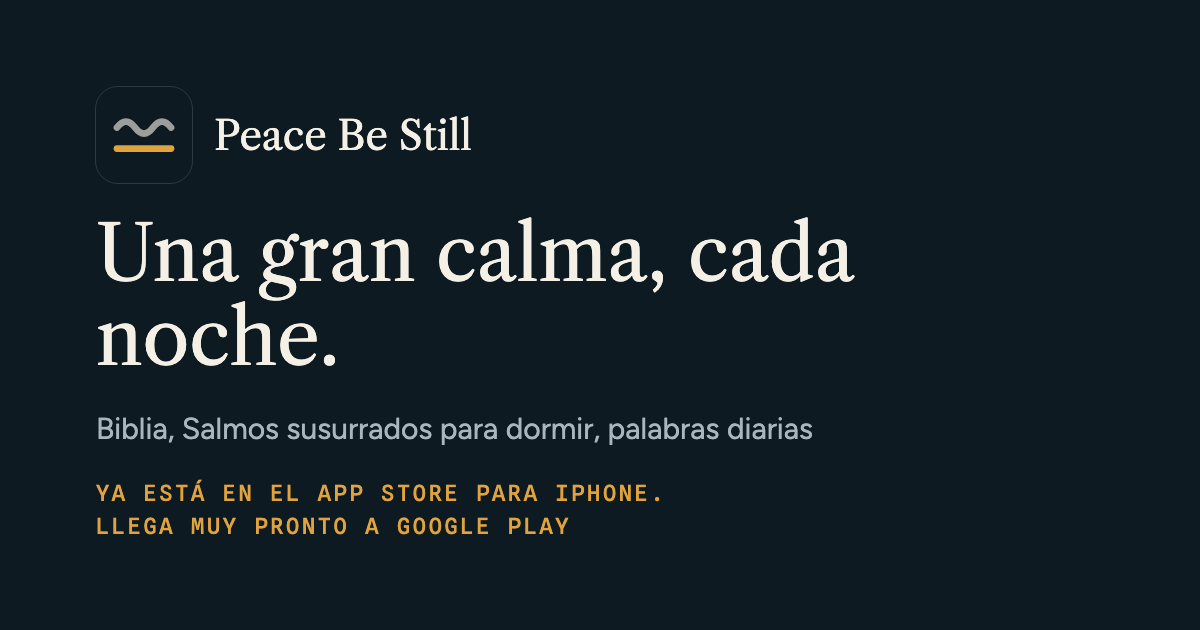 Peace Be Still
Una gran calma, cada
noche.
Biblia, Salmos susurrados para dormir, palabras diarias
YA ESTÁ EN EL APP STORE PARA IPHONE.
LLEGA MUY PRONTO A GOOGLE PLAY